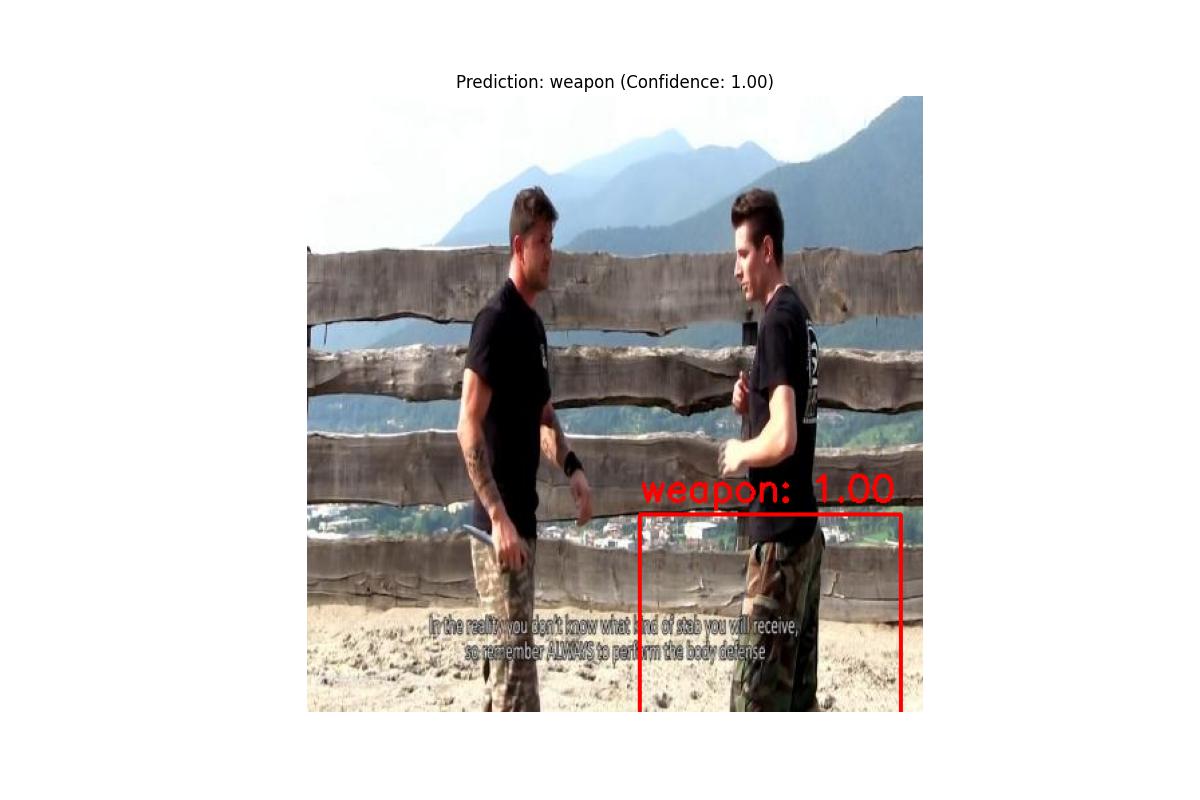 Prediction: weapon (Confidence: 1.00)
weapon: 1.00
In the reality you don't know what kind of stab you will receive,
so remember ALWAYS to perform the body defense